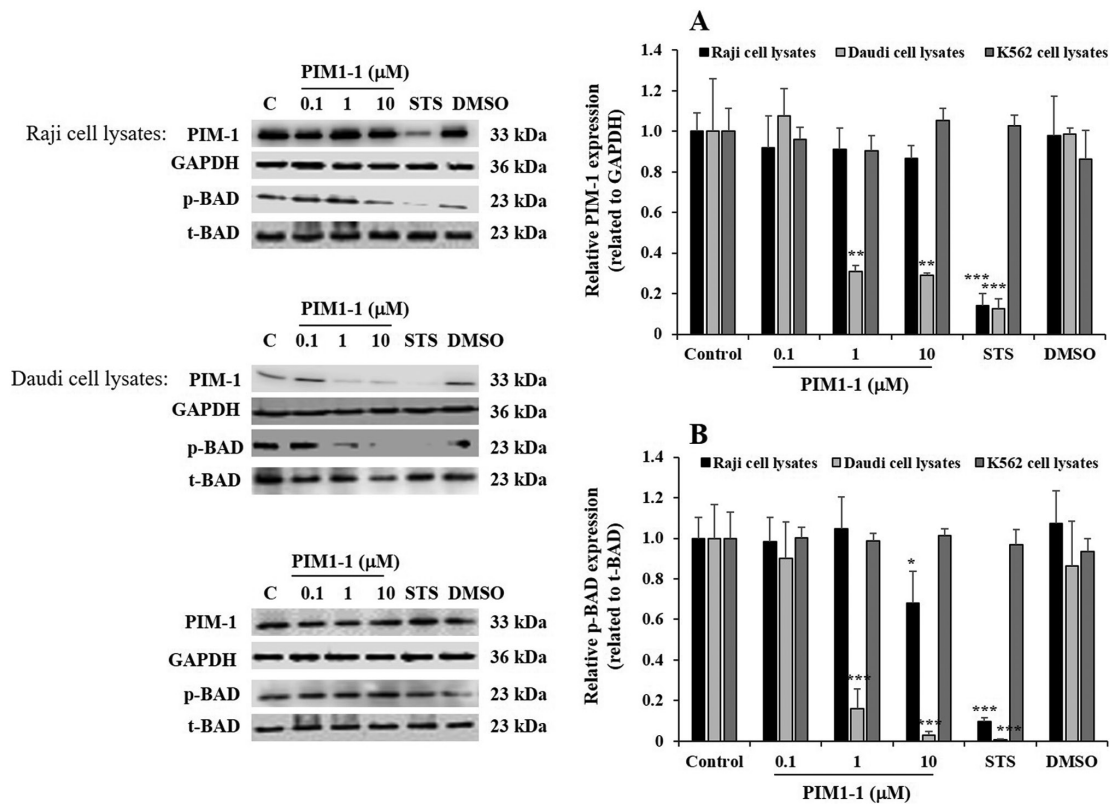 PIM1-1 (μM)
C 0.1 1 10 STS DMSO
Raji cell lysates: PIM-1 33 kDa
GAPDH 36 kDa
p-BAD 23 kDa
t-BAD 23 kDa
PIM1-1 (μM)
C 0.1 1 10 STS DMSO
Daudi cell lysates: PIM-1 33 kDa
GAPDH 36 kDa
p-BAD 23 kDa
t-BAD 23 kDa
PIM1-1 (μM)
C 0.1 1 10 STS DMSO
PIM-1 33 kDa
GAPDH 36 kDa
p-BAD 23 kDa
t-BAD 23 kDa
A
Raji cell lysates Daudi cell lysates K562 cell lysates
Relative PIM-1 expression
(related to GAPDH)
1.4
1.2
1.0
0.8
0.6
0.4
0.2
0
** ** *** ***
Control 0.1 1 10 STS DMSO
PIM1-1 (μM)
B
Raji cell lysates Daudi cell lysates K562 cell lysates
Relative p-BAD expression
(related to t-BAD)
1.4
1.2
1.0
0.8
0.6
0.4
0.2
0
*** * *** *** ***
Control 0.1 1 10 STS DMSO
PIM1-1 (μM)